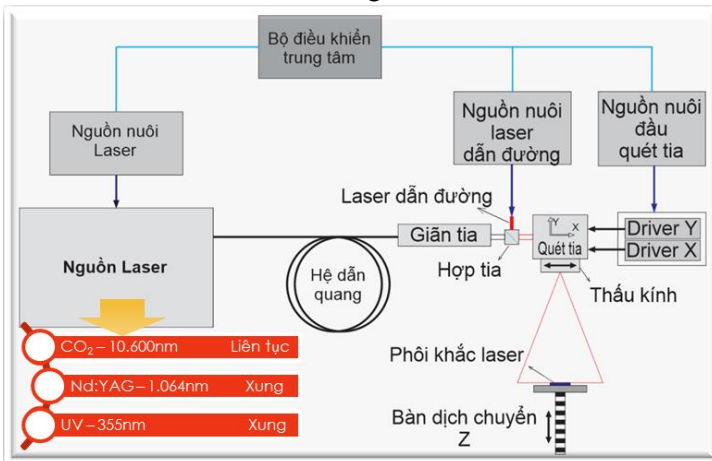 Bộ điều khiển
trung tâm
Nguồn nuôi
Laser
Nguồn nuôi
laser
dẫn đường
Nguồn nuôi
đầu
quét tia
Laser dẫn đường
Nguồn Laser
Hệ dẫn
quang
Giãn tia
Hợp tia
Y
X
Quét tia
Driver Y
Driver X
Thấu kính
CO2 – 10.600nm Liên tục
Nd:YAG – 1.064nm Xung
UV – 355nm Xung
Phôi khắc laser
Bàn dịch chuyển
Z